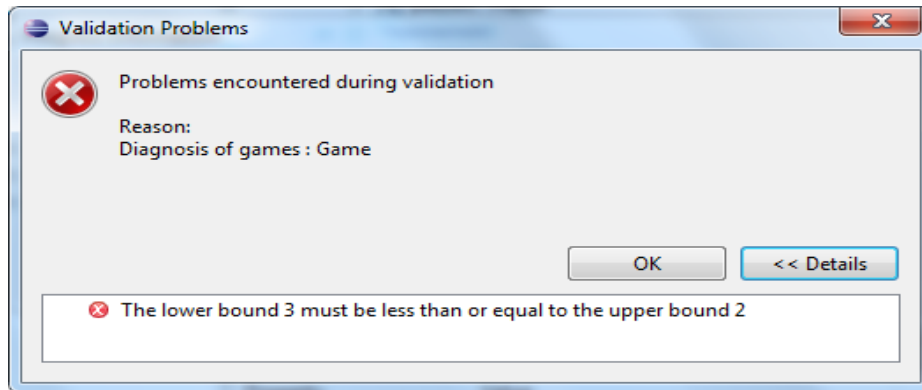 Validation Problems
Problems encountered during validation
Reason:
Diagnosis of games : Game
OK
<< Details
The lower bound 3 must be less than or equal to the upper bound 2